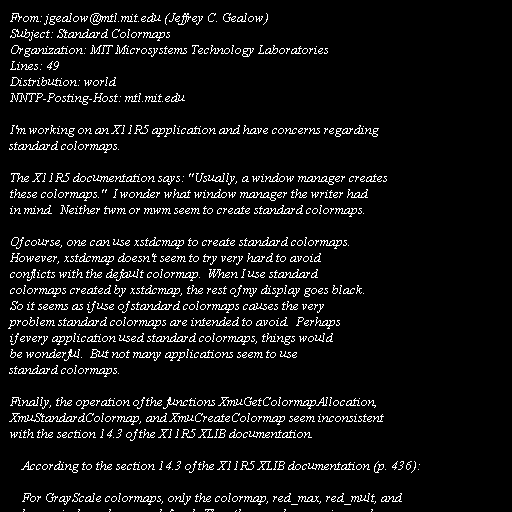 From: jgealow@mtl.mit.edu (Jeffrey C. Gealow)
Subject: Standard Colormaps
Organization: MIT Microsystems Technology Laboratories
Lines: 49
Distribution: world
NNTP-Posting-Host: mtl.mit.edu

I'm working on an X11R5 application and have concerns regarding
standard colormaps.

The X11R5 documentation says: "Usually, a window manager creates
these colormaps."  I wonder what window manager the writer had
in mind.  Neither twm or mwm seem to create standard colormaps.

Of course, one can use xstdcmap to create standard colormaps.
However, xstdcmap doesn't seem to try very hard to avoid
conflicts with the default colormap.  When I use standard
colormaps created by xstdcmap, the rest of my display goes black.
So it seems as if use of standard colormaps causes the very
problem standard colormaps are intended to avoid.  Perhaps
if every application used standard colormaps, things would
be wonderful.  But not many applications seem to use
standard colormaps.

Finally, the operation of the functions XmuGetColormapAllocation,
XmuStandardColormap, and XmuCreateColormap seem inconsistent
with the section 14.3 of the X11R5 XLIB documentation.

According to the section 14.3 of the X11R5 XLIB documentation (p. 436):

For GrayScale colormaps, only the colormap, red_max, red_mult, and